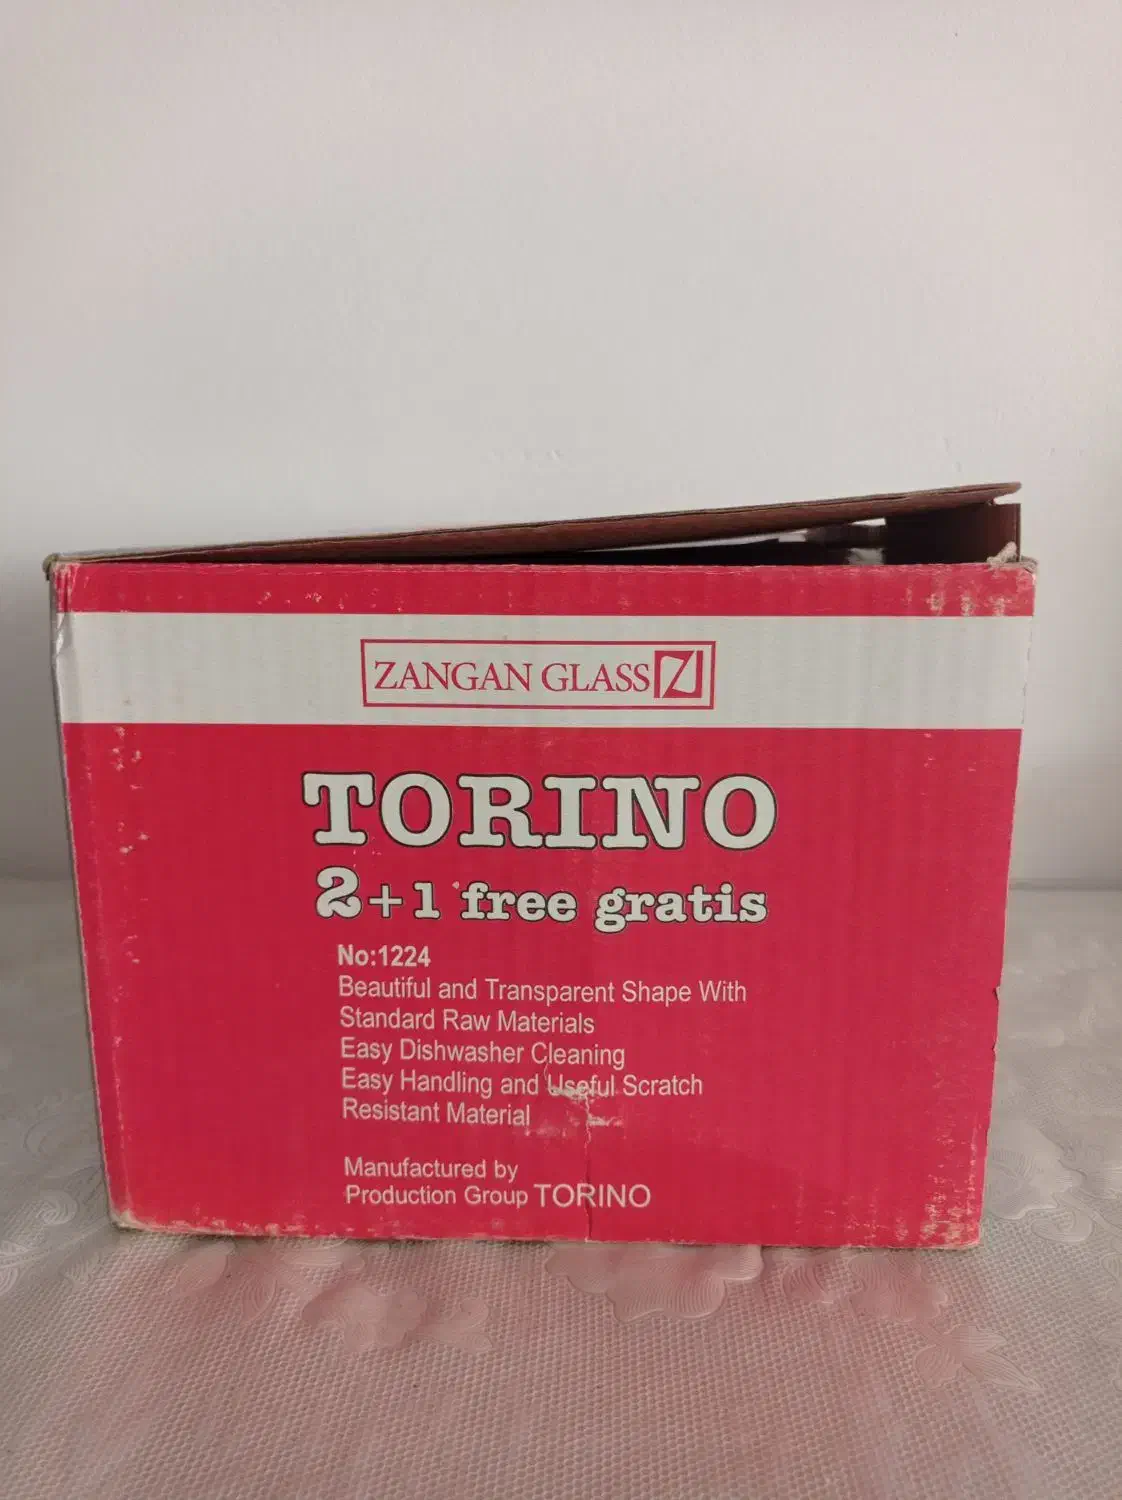 ZANGAN GLASS Z
TORINO
2+1 free gratis
No:1224
Beautiful and Transparent Shape With
Standard Raw Materials
Easy Dishwasher Cleaning
Easy Handling and Useful Scratch
Resistant Material
Manufactured by
Production Group TORINO